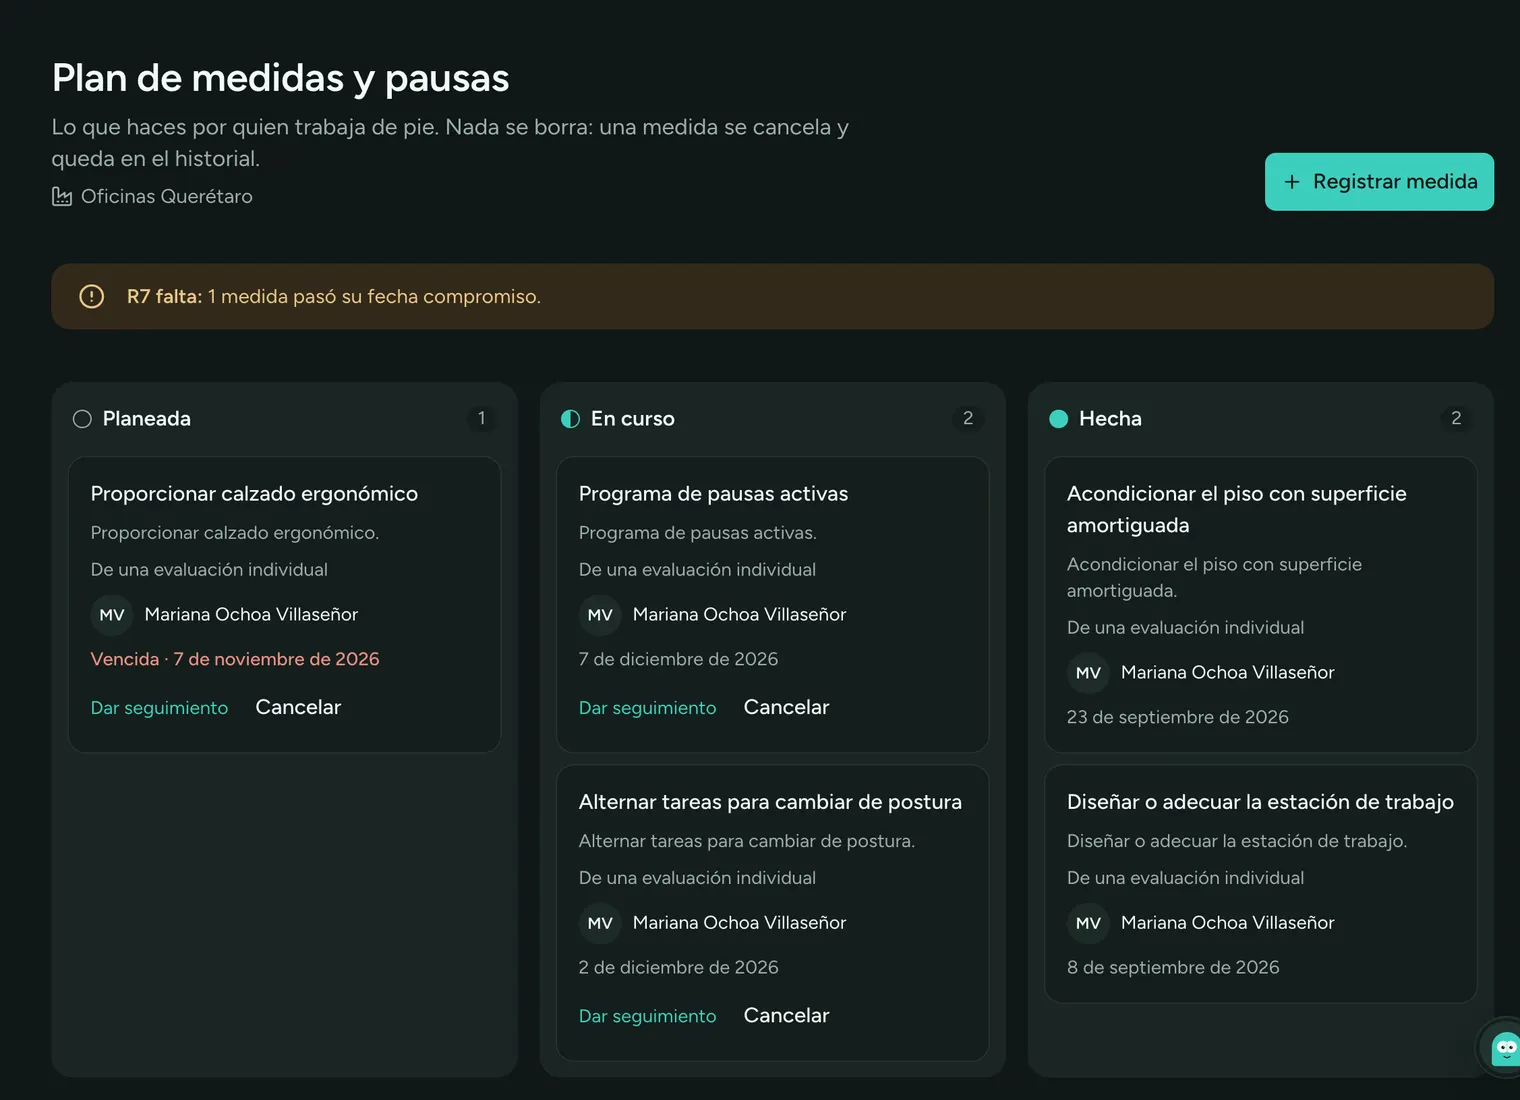 Plan de medidas y pausas
Lo que haces por quien trabaja de pie. Nada se borra: una medida se cancela y
queda en el historial.
Oficinas Querétaro
+ Registrar medida
R7 falta: 1 medida pasó su fecha compromiso.
Planeada 1
Proporcionar calzado ergonómico
Proporcionar calzado ergonómico.
De una evaluación individual
MV Mariana Ochoa Villaseñor
Vencida · 7 de noviembre de 2026
Dar seguimiento Cancelar
En curso 2
Programa de pausas activas
Programa de pausas activas.
De una evaluación individual
MV Mariana Ochoa Villaseñor
7 de diciembre de 2026
Dar seguimiento Cancelar
Alternar tareas para cambiar de postura
Alternar tareas para cambiar de postura.
De una evaluación individual
MV Mariana Ochoa Villaseñor
2 de diciembre de 2026
Dar seguimiento Cancelar
Hecha 2
Acondicionar el piso con superficie
amortiguada
Acondicionar el piso con superficie
amortiguada.
De una evaluación individual
MV Mariana Ochoa Villaseñor
23 de septiembre de 2026
Diseñar o adecuar la estación de trabajo
Diseñar o adecuar la estación de trabajo.
De una evaluación individual
MV Mariana Ochoa Villaseñor
8 de septiembre de 2026